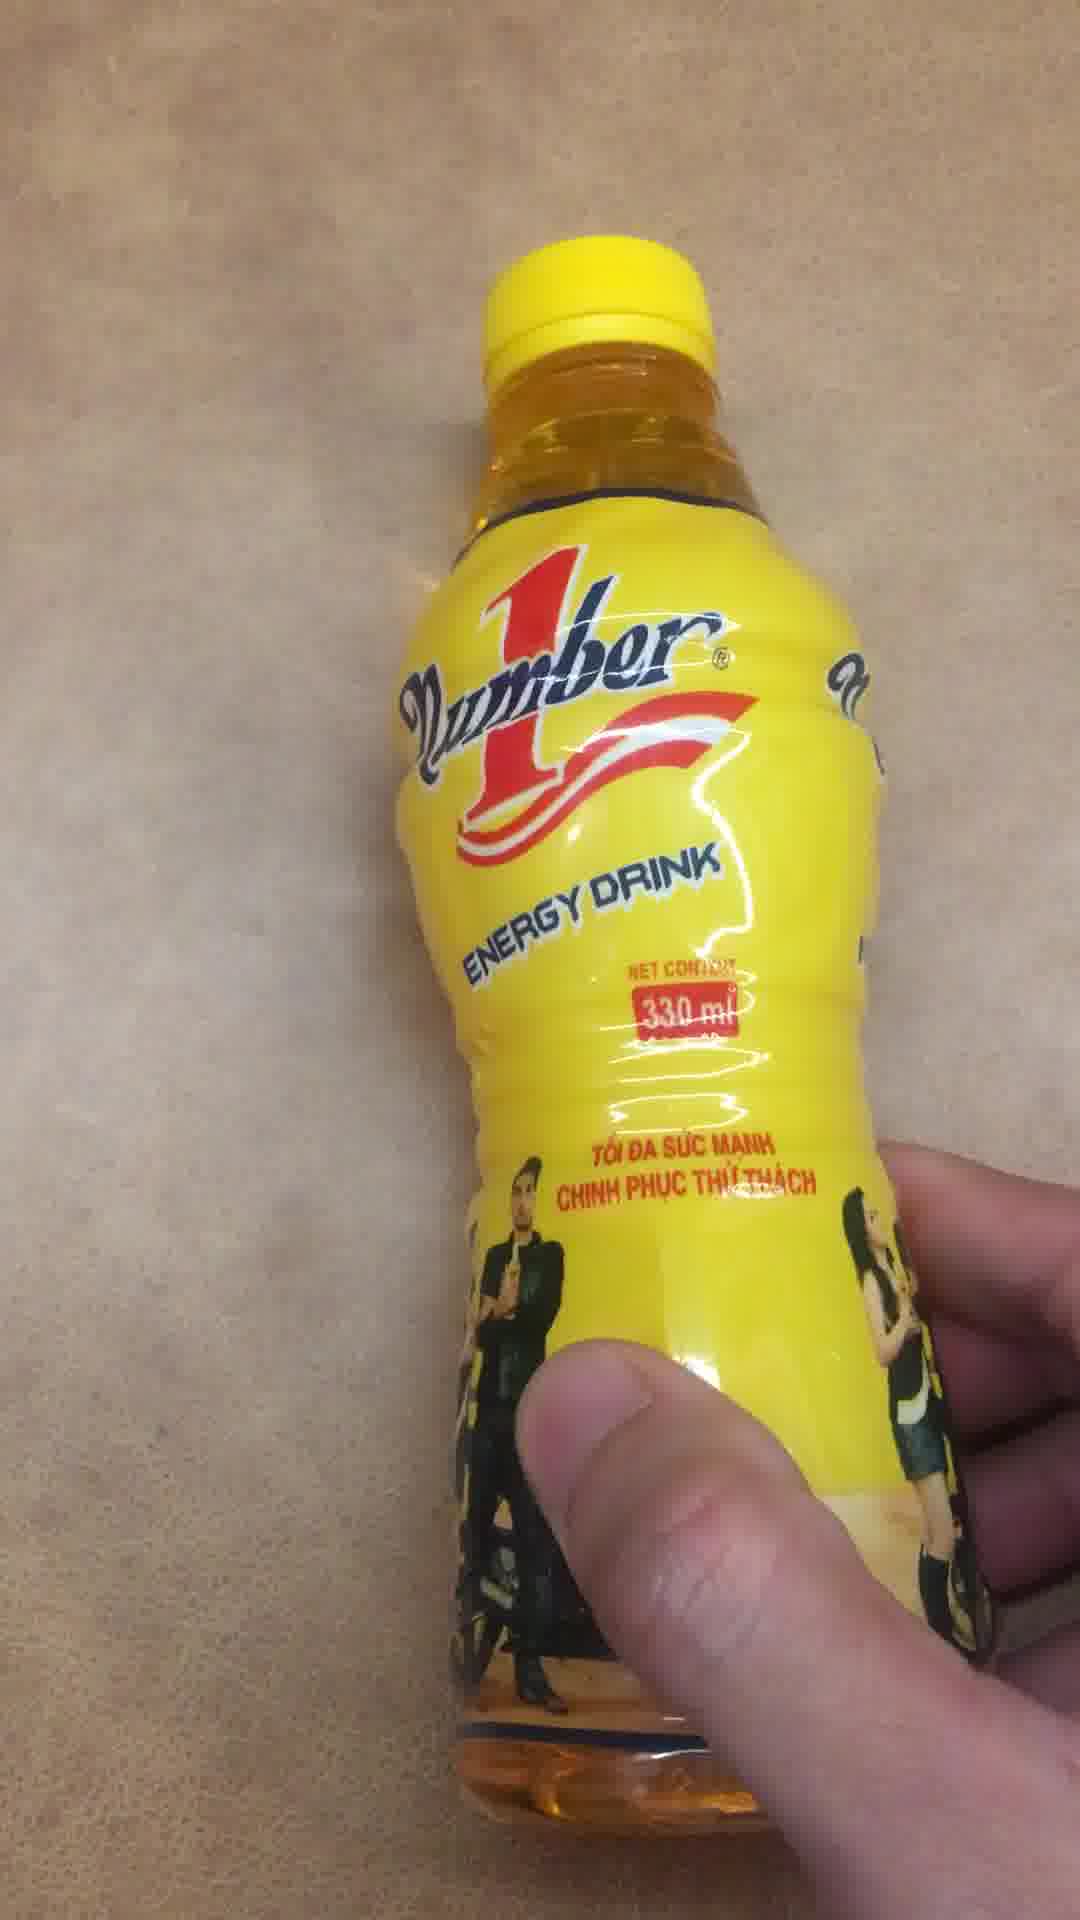 Number 1 ®
ENERGY DRINK
NET CONTENT
330 ml
TỐI ĐA SỨC MẠNH
CHINH PHỤC THỬ THÁCH